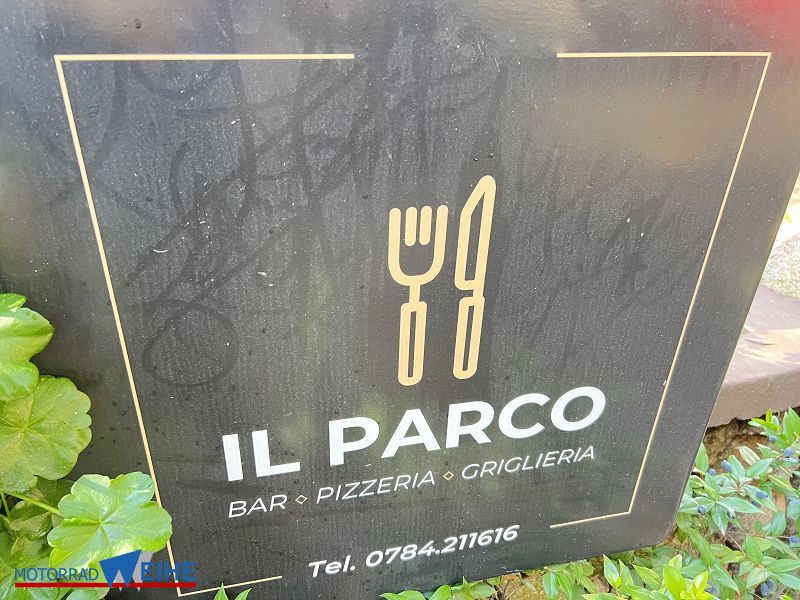 IL PARCO
BAR ⋄ PIZZERIA ⋄ GRIGLIERIA
Tel. 0784.211616
MOTORRAD WEIHE